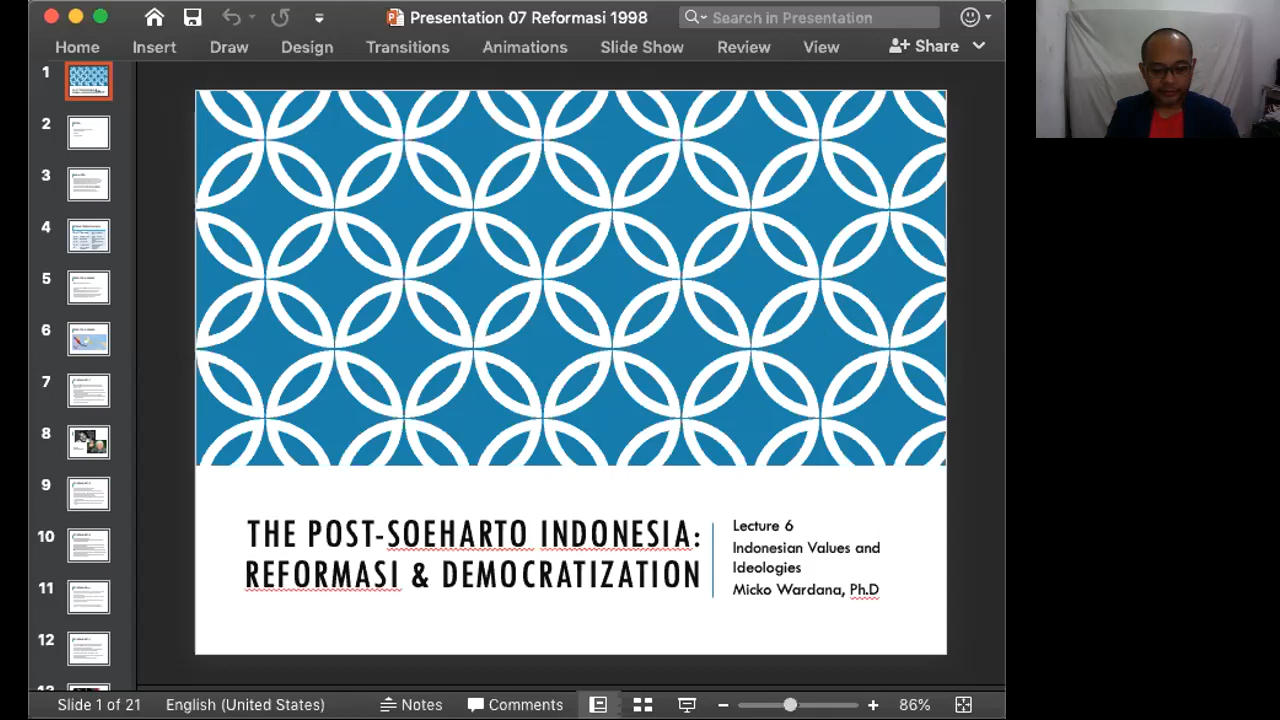 Presentation 07 Reformasi 1998
Search in Presentation
Home Insert Draw Design Transitions Animations Slide Show Review View Share
1
2
3
4
5
6
7
8
9
10
11
12
THE POST-SOEHARTO INDONESIA:
REFORMASI & DEMOCRATIZATION
Lecture 6
Indonesian Values and
Ideologies
Micko Wardana, Ph.D
Slide 1 of 21 English (United States) Notes Comments 86%